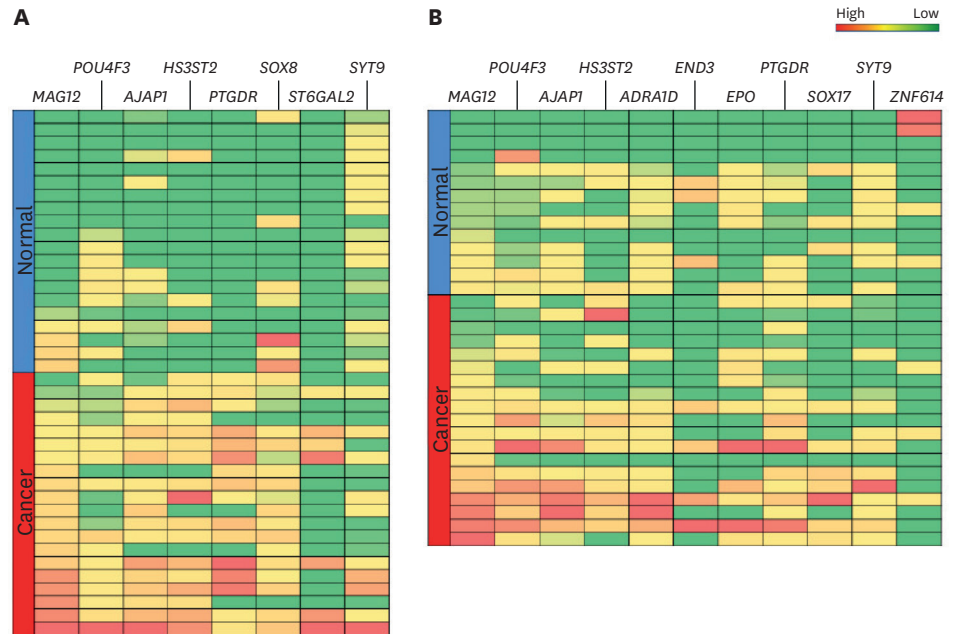 A
POU4F3 HS3ST2 SOX8 SYT9
MAG12 AJAP1 PTGDR ST6GAL2
Normal
Cancer
B
High Low
POU4F3 HS3ST2 END3 PTGDR SYT9
MAG12 AJAP1 ADRA1D EPO SOX17 ZNF614
Normal
Cancer